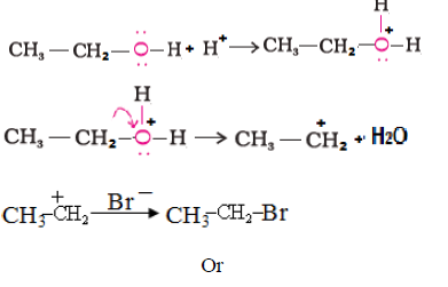 H
CH₃—CH₂—O—H + H⁺ ⟶ CH₃—CH₂—O⁺—H
H
CH₃—CH₂—O⁺—H ⟶ CH₃—C⁺H₂ + H2O
CH₃-C⁺H₂ —Br⁻⟶ CH₃-CH₂-Br
Or